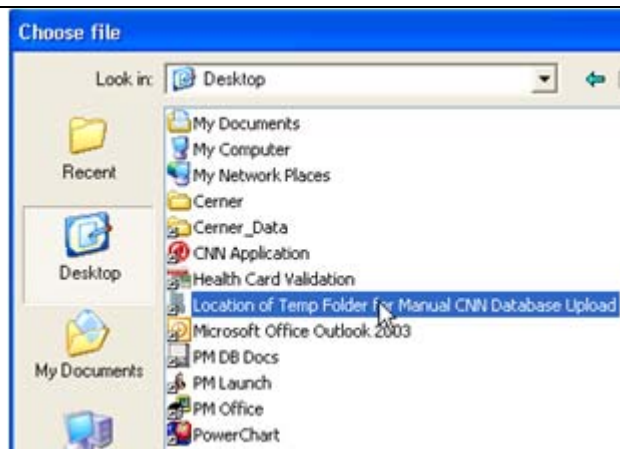 Choose file
Look in: Desktop
My Documents
My Computer
Recent
My Network Places
Cerner
Cerner_Data
CNN Application
Desktop
Health Card Validation
Location of Temp Folder for Manual CNN Database Upload
Microsoft Office Outlook 2003
PM DB Docs
My Documents
PM Launch
PM Office
PowerChart